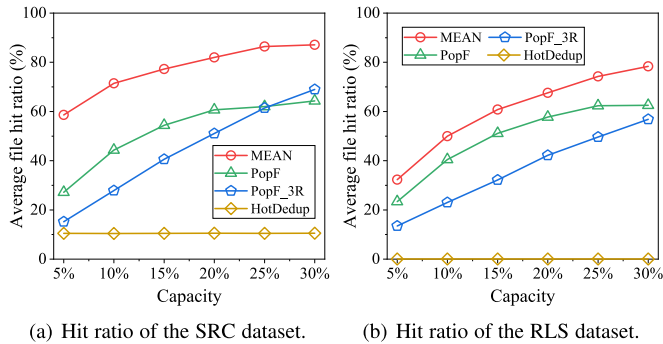 100
80
60
40
20
0
Average file hit ratio (%)
MEAN
PopF
PopF_3R
HotDedup
5% 10% 15% 20% 25% 30%
Capacity
(a) Hit ratio of the SRC dataset.
100
80
60
40
20
0
Average file hit ratio (%)
MEAN PopF_3R
PopF HotDedup
5% 10% 15% 20% 25% 30%
Capacity
(b) Hit ratio of the RLS dataset.